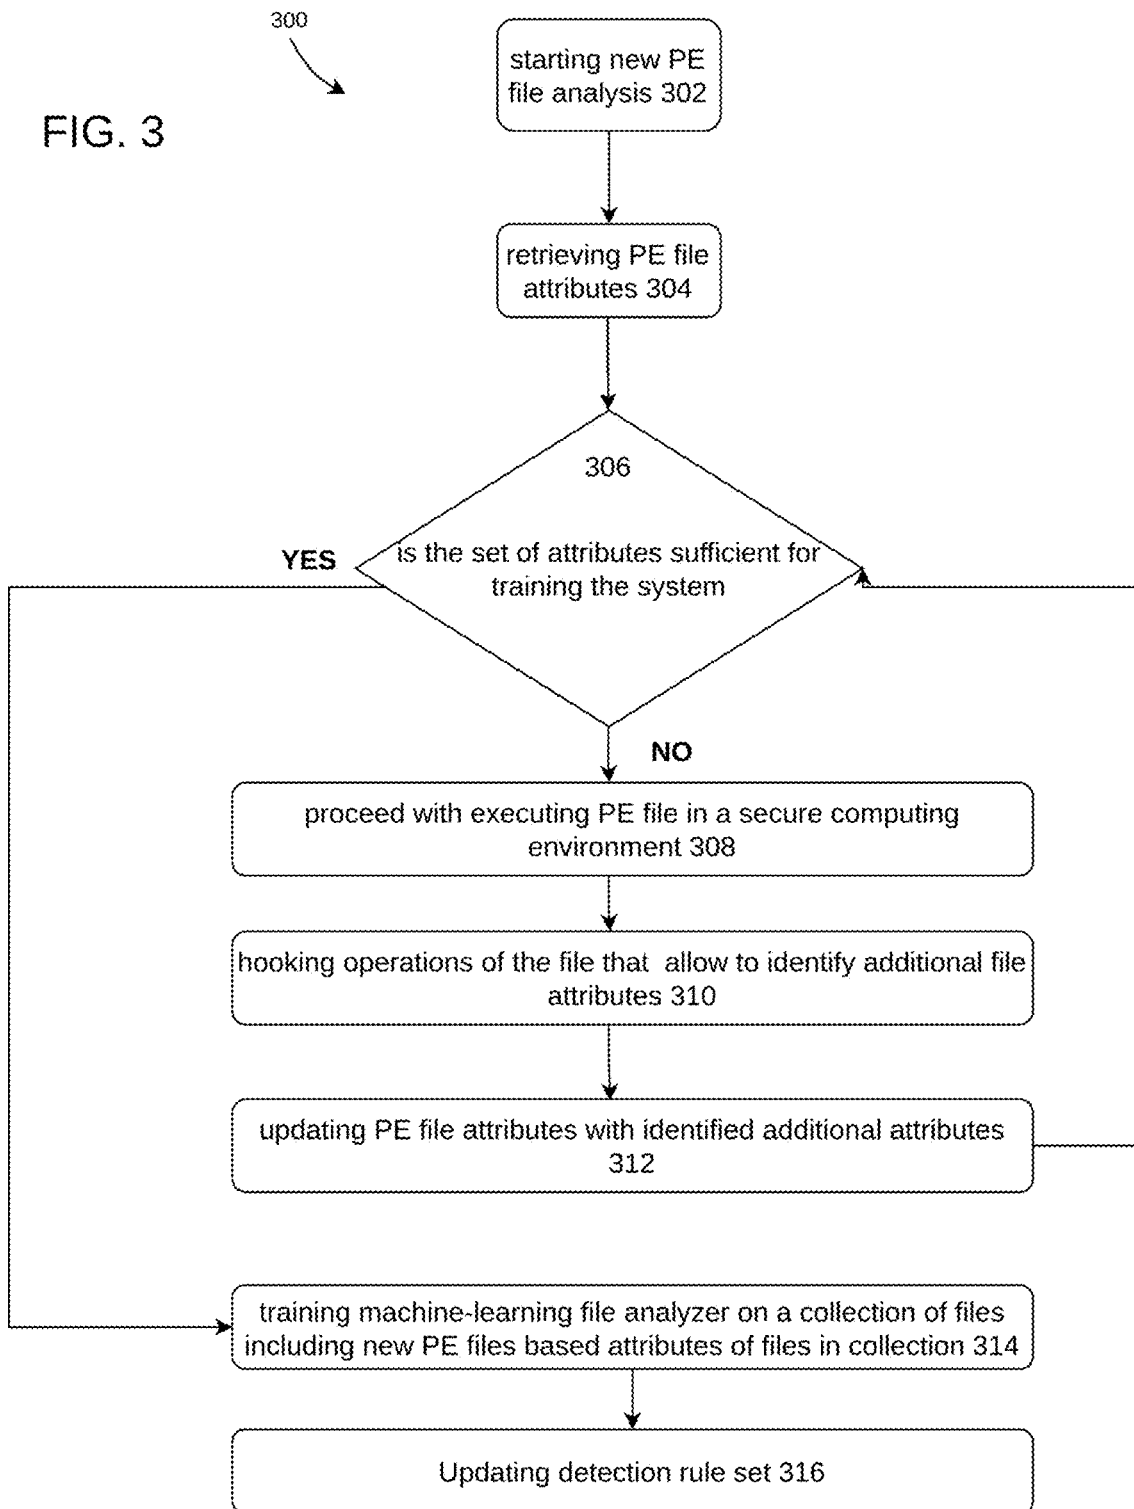 300
FIG. 3
starting new PE
file analysis 302
retrieving PE file
attributes 304
306
is the set of attributes sufficient for
training the system
YES
NO
proceed with executing PE file in a secure computing
environment 308
hooking operations of the file that allow to identify additional file
attributes 310
updating PE file attributes with identified additional attributes
312
training machine-learning file analyzer on a collection of files
including new PE files based attributes of files in collection 314
Updating detection rule set 316